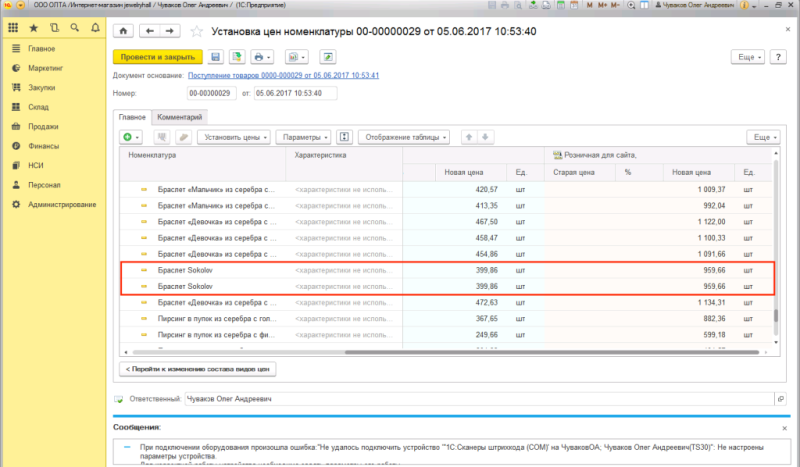 ООО ОПТА /Интернет-магазин jewelryhall / Чуваков Олег Андреевич / (1С:Предприятие)
M M+ M-
Чуваков Олег Андреевич
Главное
Маркетинг
Закупки
Склад
Продажи
Финансы
НСИ
Персонал
Администрирование
Установка цен номенклатуры 00-00000029 от 05.06.2017 10:53:40
Провести и закрыть
Еще
?
Документ основание: Поступление товаров 0000-000029 от 05.06.2017 10:53:41
Номер: 00-00000029 от: 05.06.2017 10:53:40
Главное Комментарий
Установить цены Параметры Отображение таблицы Еще
Номенклатура Характеристика Розничная для сайта,
Новая цена Ед. Старая цена % Новая цена Ед.
Браслет «Мальчик» из серебра с... <характеристики не исполь... 420,57 шт 1 009,37 шт
Браслет «Мальчик» из серебра с... <характеристики не исполь... 413,35 шт 992,04 шт
Браслет «Девочка» из серебра с ... <характеристики не исполь... 467,50 шт 1 122,00 шт
Браслет «Девочка» из серебра с ... <характеристики не исполь... 458,47 шт 1 100,33 шт
Браслет «Девочка» из серебра с ... <характеристики не исполь... 454,86 шт 1 091,66 шт
Браслет Sokolov <характеристики не исполь... 399,86 шт 959,66 шт
Браслет Sokolov <характеристики не исполь... 399,86 шт 959,66 шт
Браслет «Девочка» из серебра с ... <характеристики не исполь... 472,63 шт 1 134,31 шт
Пирсинг в пупок из серебра с гол... <характеристики не исполь... 367,65 шт 882,36 шт
Пирсинг в пупок из серебра с фи... <характеристики не исполь... 249,66 шт 599,18 шт
< Перейти к изменению состава видов цен
Ответственный: Чуваков Олег Андреевич
Сообщения:
При подключении оборудования произошла ошибка:"Не удалось подключить устройство "'1С:Сканеры штрихкода (COM)' на ЧуваковОА; Чуваков Олег Андреевич(TS30)": Не настроены
параметры устройства.